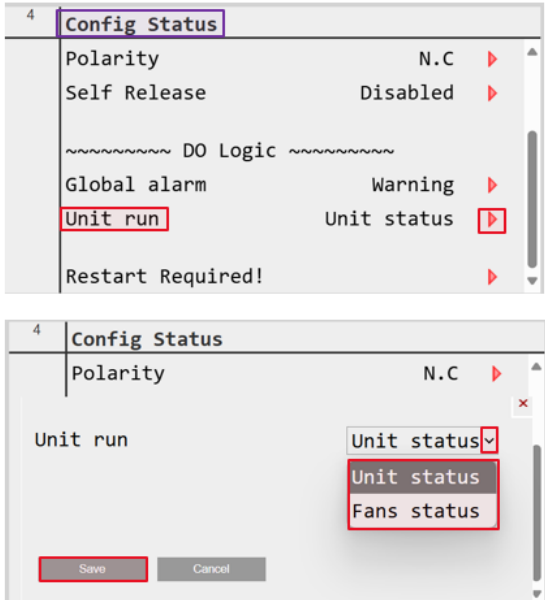 4
Config Status
Polarity N.C
Self Release Disabled
~~~~~~~~~ DO Logic ~~~~~~~~~
Global alarm Warning
Unit run Unit status
Restart Required!
4
Config Status
Polarity N.C
×
Unit run Unit status
Unit status
Fans status
Save Cancel